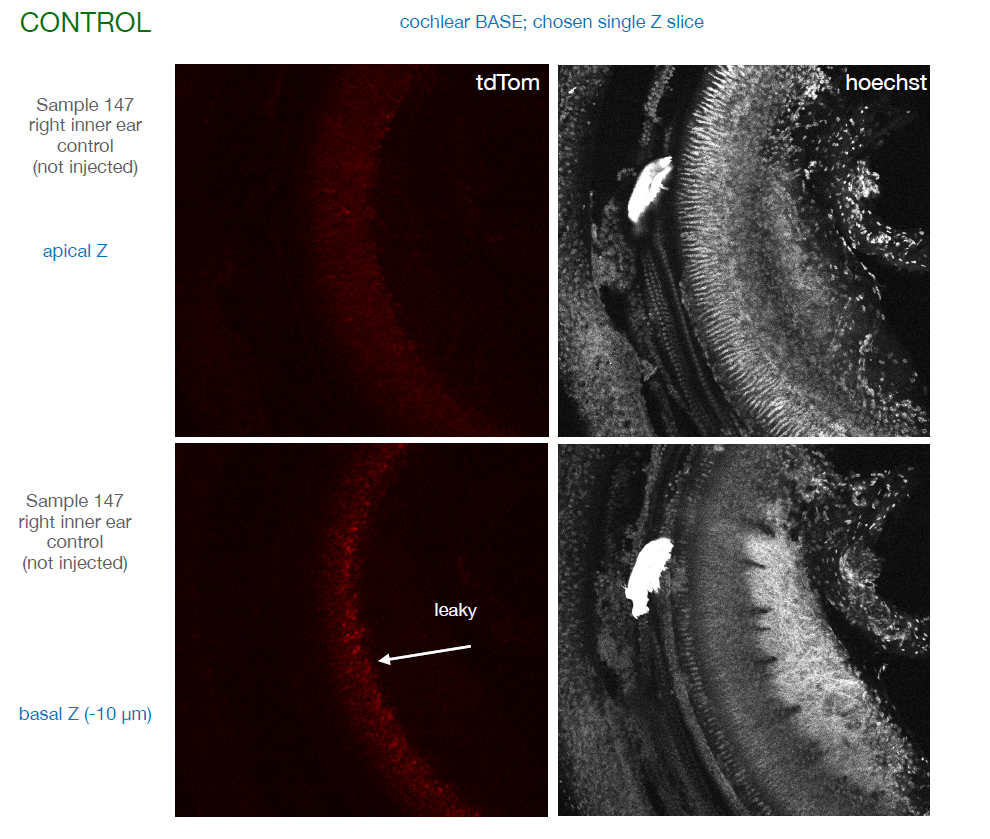 CONTROL
cochlear BASE; chosen single Z slice
tdTom
hoechst
Sample 147
right inner ear
control
(not injected)
apical Z
Sample 147
right inner ear
control
(not injected)
leaky
basal Z (-10 µm)